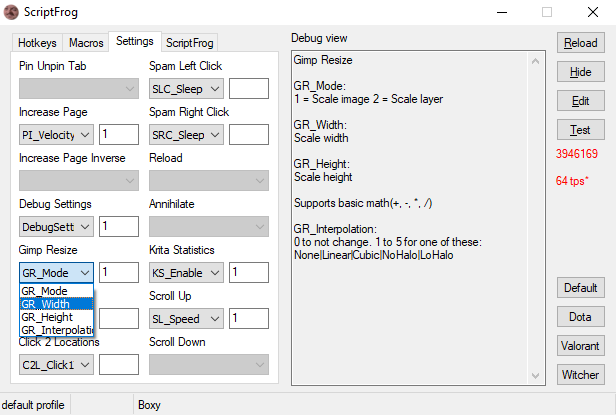 ScriptFrog
Hotkeys Macros Settings ScriptFrog
Pin Unpin Tab
Spam Left Click
SLC_Sleep
Increase Page
PI_Velocity 1
Spam Right Click
SRC_Sleep
Increase Page Inverse
Reload
Debug Settings
DebugSett 1
Annihilate
Gimp Resize
GR_Mode 1
GR_Mode
GR_Width
GR_Height
GR_Interpolatic
Krita Statistics
KS_Enable 1
Scroll Up
SL_Speed 1
Click 2 Locations
C2L_Click1
Scroll Down
Debug view
Gimp Resize
GR_Mode:
1 = Scale image 2 = Scale layer
GR_Width:
Scale width
GR_Height:
Scale height
Supports basic math(+, -, *, /)
GR_Interpolation:
0 to not change. 1 to 5 for one of these:
None|Linear|Cubic|NoHalo|LoHalo
Reload
Hide
Edit
Test
3946169
64 tps*
Default
Dota
Valorant
Witcher
default profile
Boxy